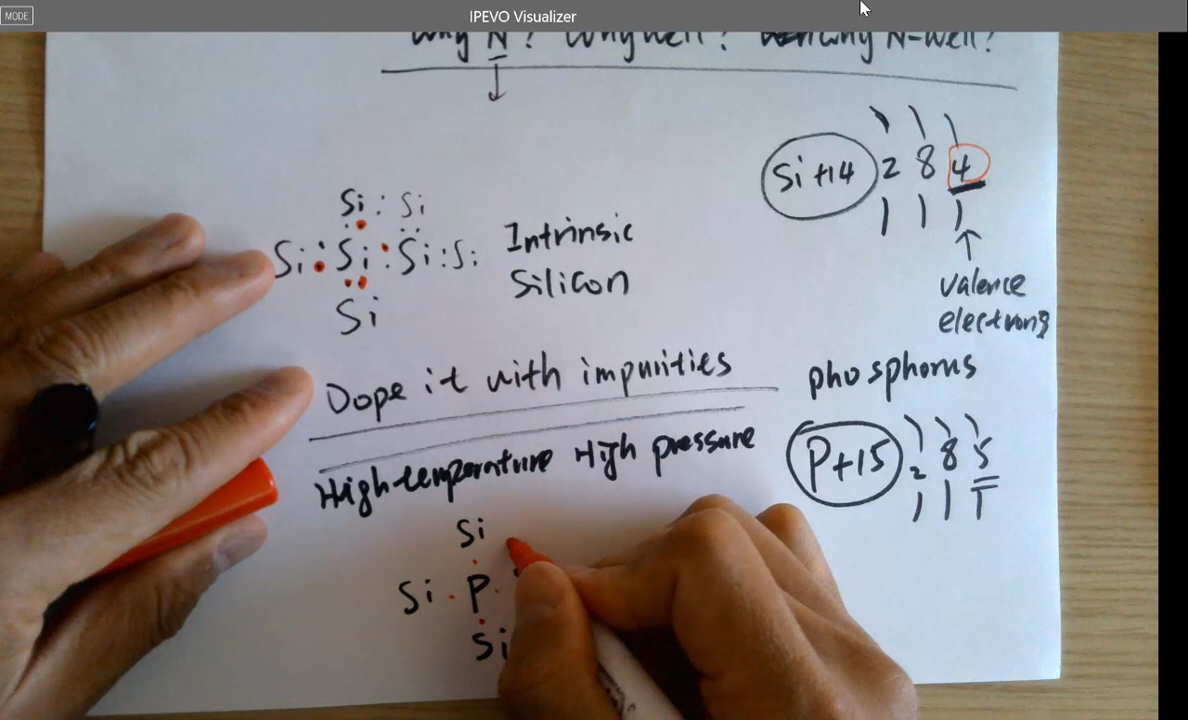 MODE
IPEVO Visualizer
Why N? Why Well? Why N-Well?
Si +14 2 8 4
Si : Si
Si : Si : Si : Si
Si
Intrinsic
Silicon
valence
electrons
Dope it with impurities
phosphorus
High-temperature High pressure
P+15 2 8 5
Si
Si . P .
Si